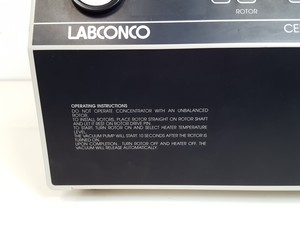 ROTOR
LABCONCO
CE
OPERATING INSTRUCTIONS
DO NOT OPERATE CONCENTRATOR WITH AN UNBALANCED
ROTOR.
TO INSTALL ROTORS, PLACE ROTOR STRAIGHT ON ROTOR SHAFT
AND LET IT REST ON ROTOR DRIVE PIN.
TO START, TURN ROTOR ON AND SELECT HEATER TEMPERATURE
LEVEL.
THE VACUUM PUMP WILL START 10 SECONDS AFTER THE ROTOR IS
TURNED ON.
UPON COMPLETION, TURN ROTOR OFF AND HEATER OFF, THE
VACUUM WILL RELEASE AUTOMATICALLY.